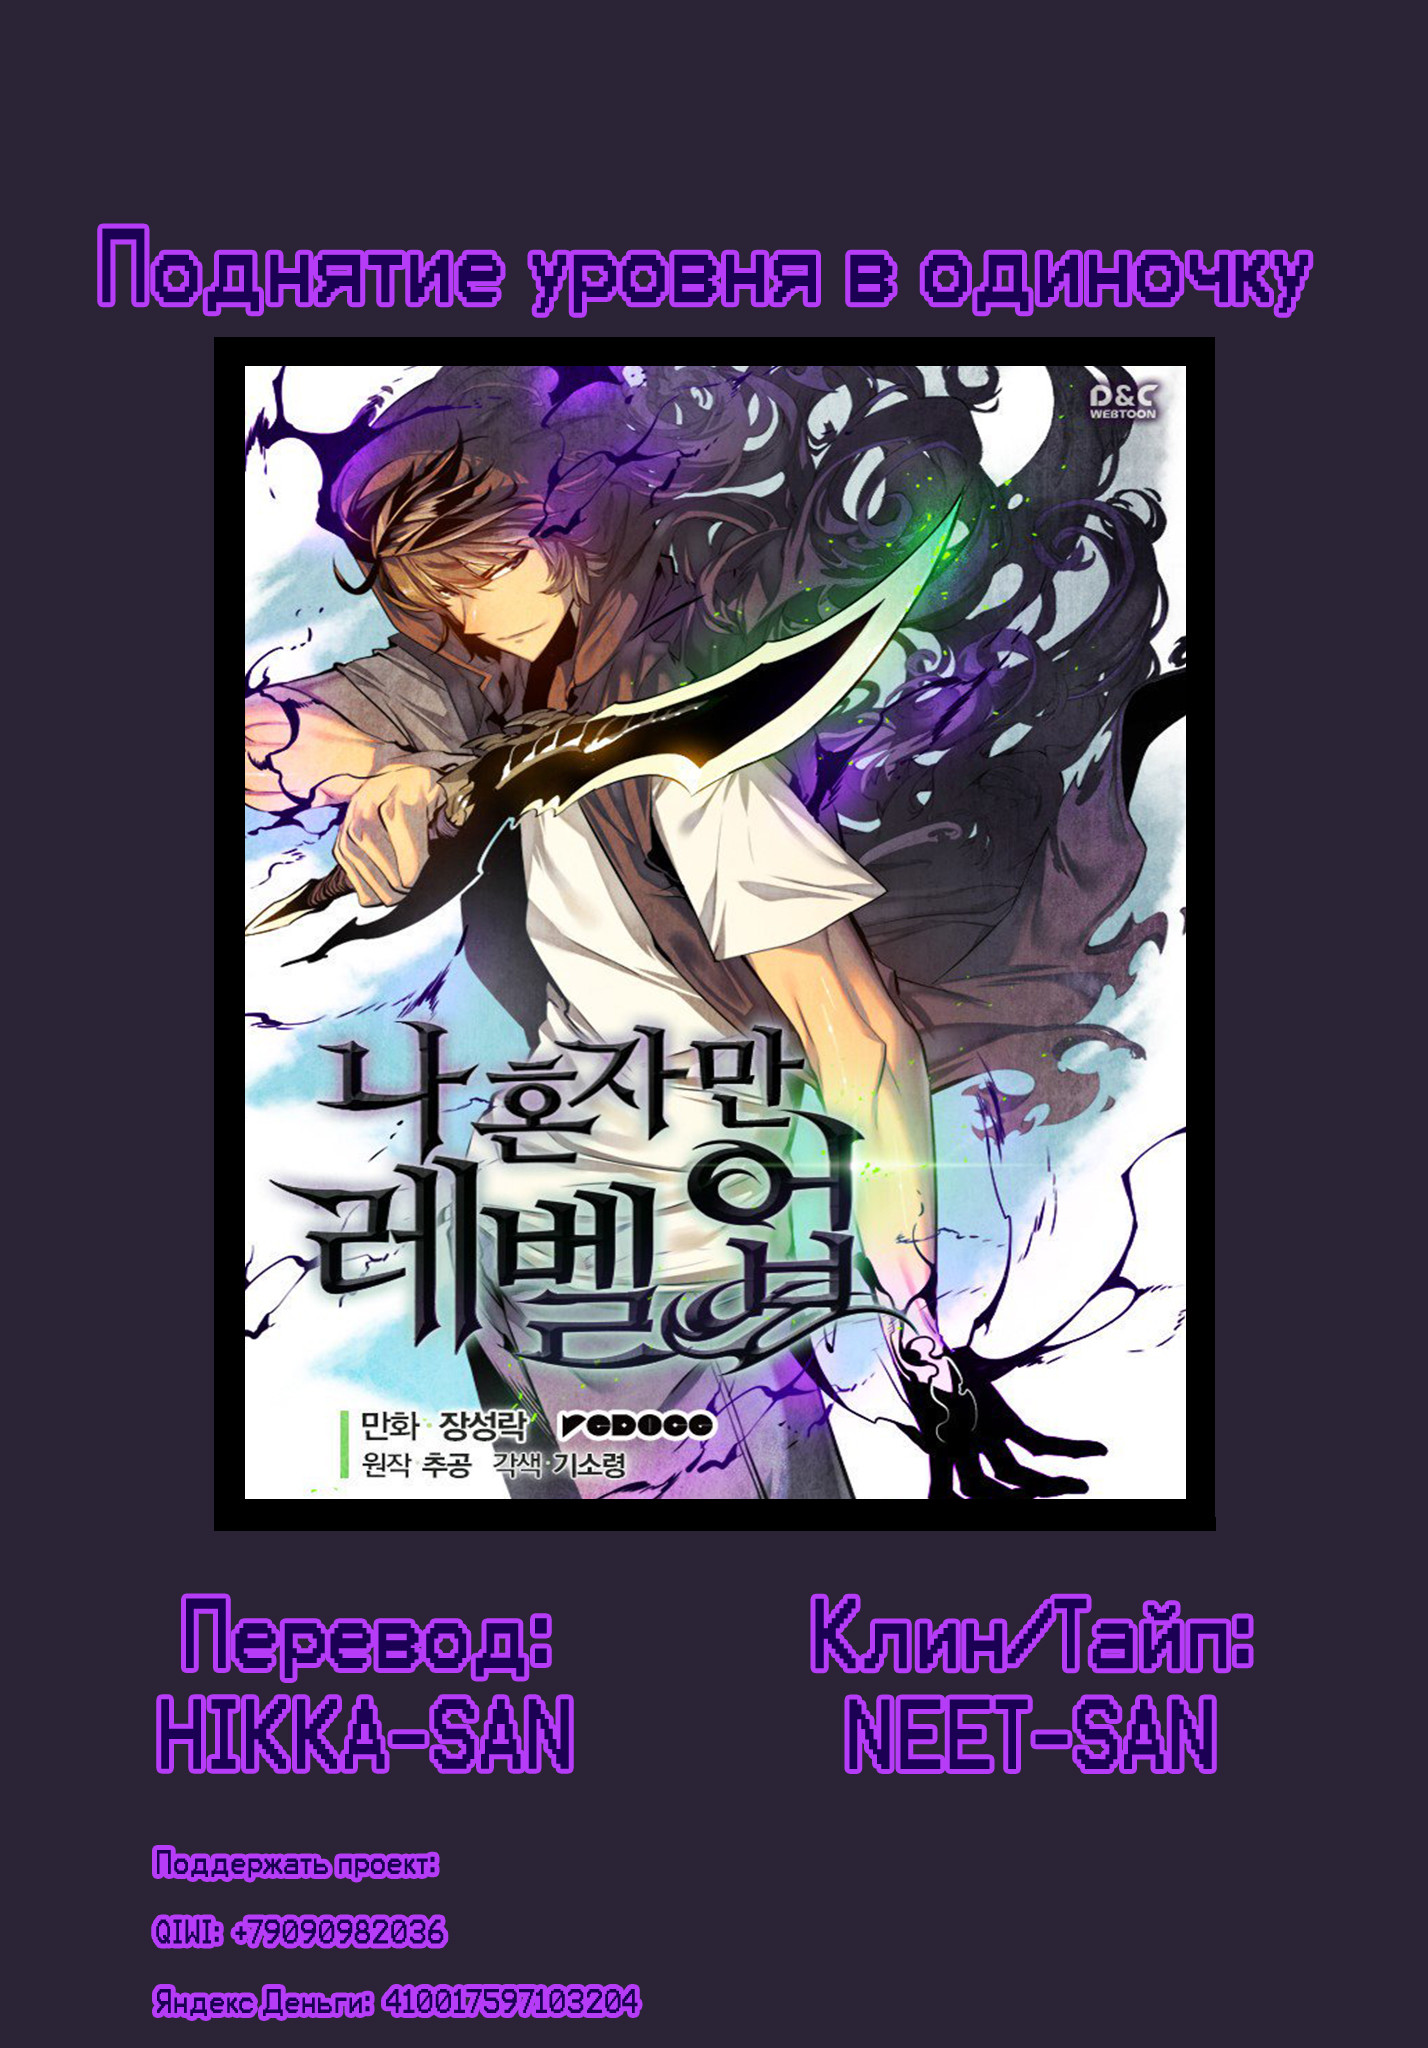 Поднятие уровня в одиночку
D&C
WEBTOON
나 혼자만
레벨업
만화·장성락 REDICE
원작·추공 각색·기소령
Перевод: Клин/Тайп:
HIKKA-SAN NEET-SAN
Поддержать проект:
QIWI: +79090982036
Яндекс Деньги: 410017597103204